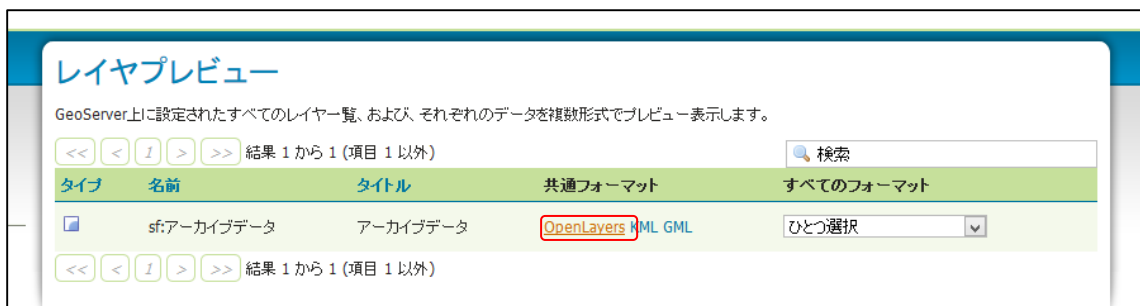 レイヤプレビュー
GeoServer上に設定されたすべてのレイヤー覧、および、それぞれのデータを複数形式でプレビュー表示します。
<< < 1 > >> 結果 1 から 1 (項目 1 以外) 検索
タイプ 名前 タイトル 共通フォーマット すべてのフォーマット
sf:アーカイブデータ アーカイブデータ OpenLayers KML GML ひとつ選択
<< < 1 > >> 結果 1 から 1 (項目 1 以外)